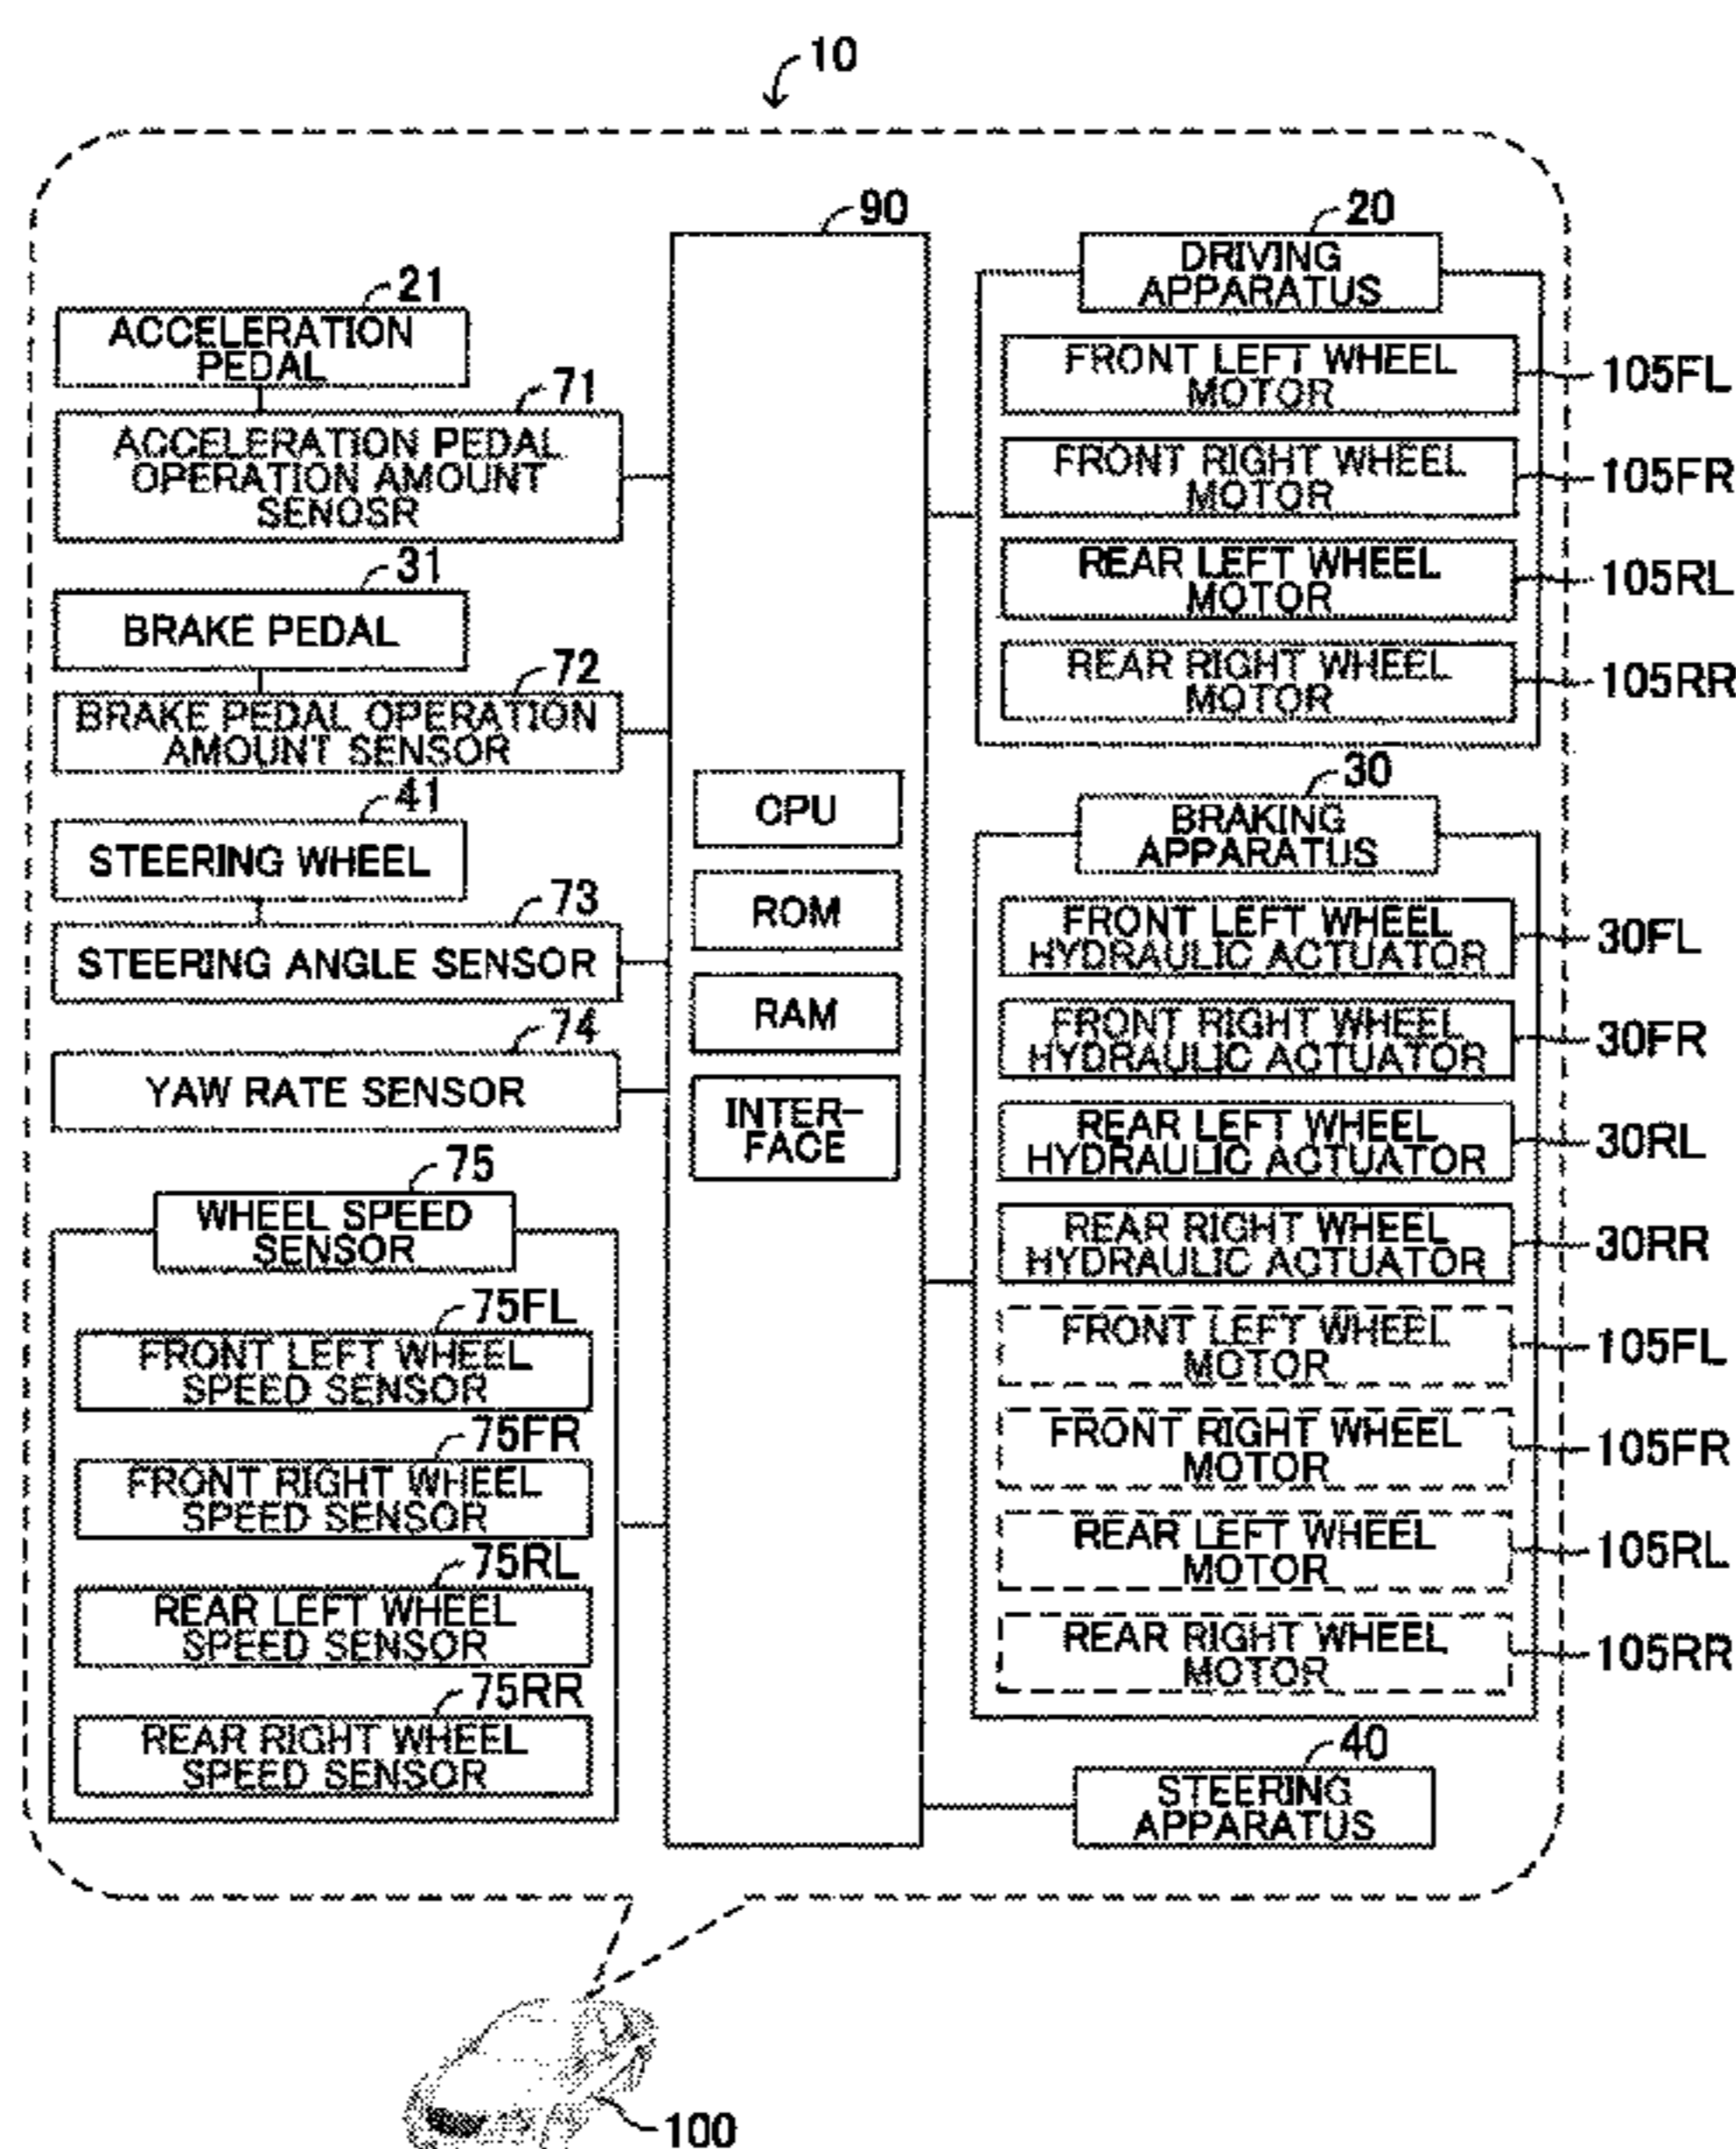 10
90
21
ACCELERATION
PEDAL
71
ACCELERATION PEDAL
OPERATION AMOUNT
SENOSR
31
BRAKE PEDAL
72
BRAKE PEDAL OPERATION
AMOUNT SENSOR
41
STEERING WHEEL
73
STEERING ANGLE SENSOR
74
YAW RATE SENSOR
75
WHEEL SPEED
SENSOR
75FL
FRONT LEFT WHEEL
SPEED SENSOR
75FR
FRONT RIGHT WHEEL
SPEED SENSOR
75RL
REAR LEFT WHEEL
SPEED SENSOR
75RR
REAR RIGHT WHEEL
SPEED SENSOR
CPU
ROM
RAM
INTER-
FACE
20
DRIVING
APPARATUS
FRONT LEFT WHEEL
MOTOR
105FL
FRONT RIGHT WHEEL
MOTOR
105FR
REAR LEFT WHEEL
MOTOR
105RL
REAR RIGHT WHEEL
MOTOR
105RR
30
BRAKING
APPARATUS
FRONT LEFT WHEEL
HYDRAULIC ACTUATOR
30FL
FRONT RIGHT WHEEL
HYDRAULIC ACTUATOR
30FR
REAR LEFT WHEEL
HYDRAULIC ACTUATOR
30RL
REAR RIGHT WHEEL
HYDRAULIC ACTUATOR
30RR
FRONT LEFT WHEEL
MOTOR
105FL
FRONT RIGHT WHEEL
MOTOR
105FR
REAR LEFT WHEEL
MOTOR
105RL
REAR RIGHT WHEEL
MOTOR
105RR
40
STEERING
APPARATUS
100